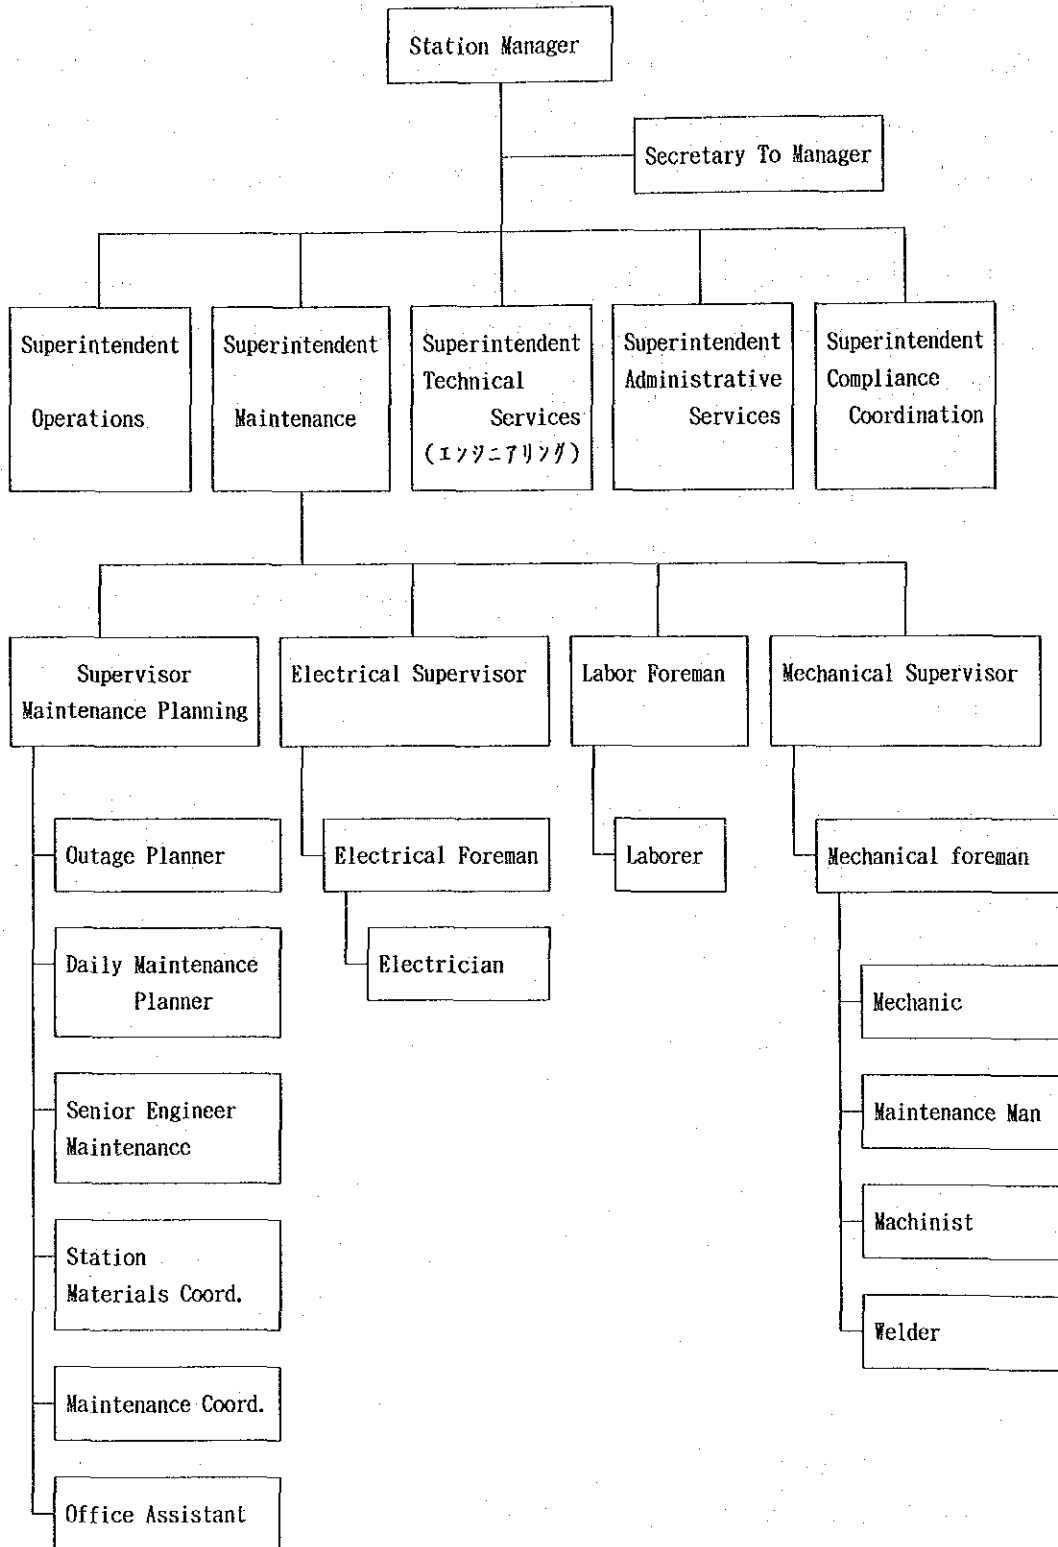 Station Manager
Secretary To Manager
Superintendent
Operations
Superintendent
Maintenance
Superintendent
Technical
Services
(エンジニアリング)
Superintendent
Administrative
Services
Superintendent
Compliance
Coordination
Supervisor
Maintenance Planning
Electrical Supervisor
Labor Foreman
Mechanical Supervisor
Outage Planner
Daily Maintenance
Planner
Senior Engineer
Maintenance
Station
Materials Coord.
Maintenance Coord.
Office Assistant
Electrical Foreman
Electrician
Laborer
Mechanical foreman
Mechanic
Maintenance Man
Machinist
Welder